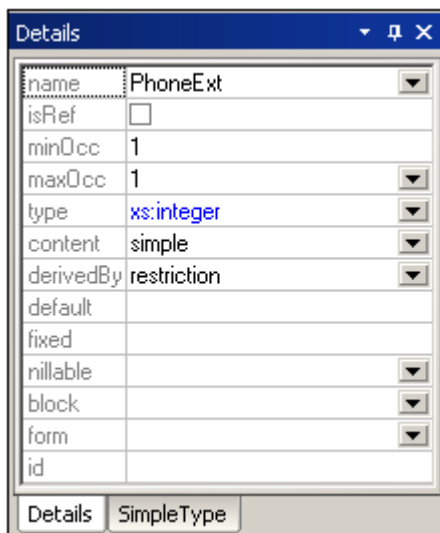 Details
name PhoneExt
isRef
minOcc 1
maxOcc 1
type xs:integer
content simple
derivedBy restriction
default
fixed
nillable
block
form
id
Details SimpleType